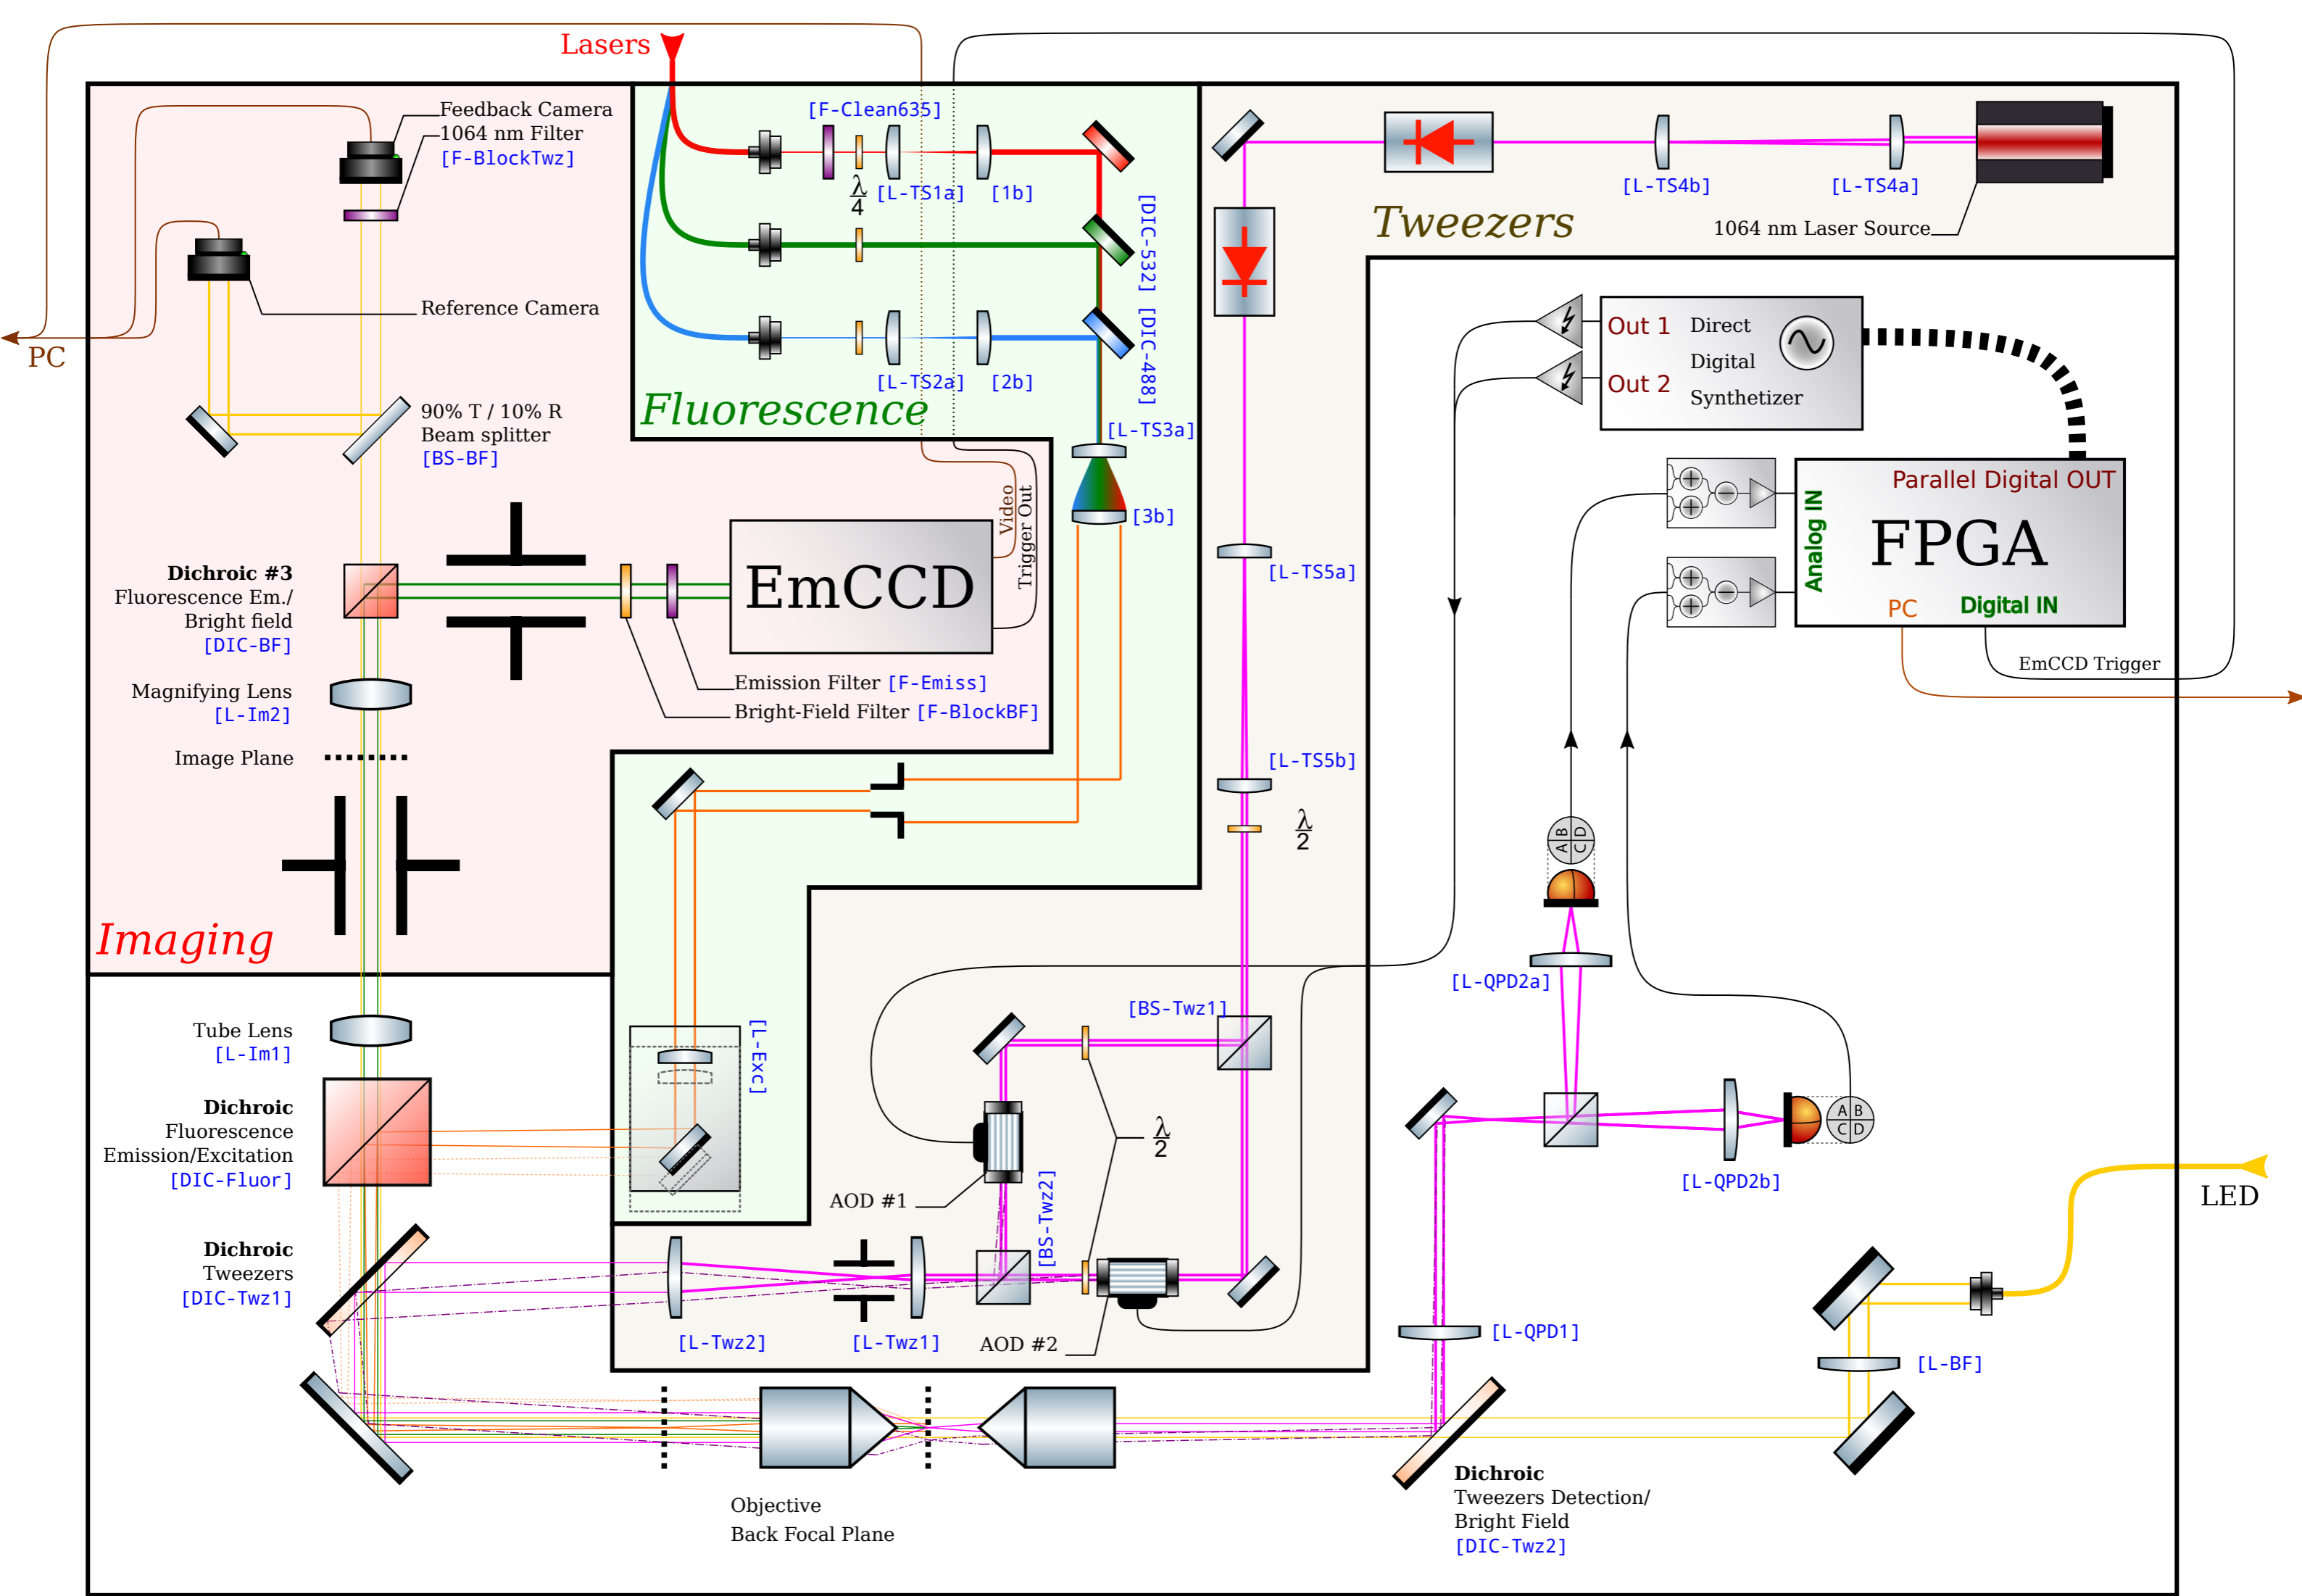 Lasers
Feedback Camera
1064 nm Filter
[F-BlockTwz]
Reference Camera
PC
90% T / 10% R
Beam splitter
[BS-BF]
[F-Clean635]
λ
4
[L-TS1a]
[1b]
[DIC-532]
[DIC-488]
[L-TS2a]
[2b]
Fluorescence
[L-TS3a]
[3b]
Video
Trigger Out
EmCCD
Dichroic #3
Fluorescence Em./
Bright field
[DIC-BF]
Emission Filter [F-Emiss]
Bright-Field Filter [F-BlockBF]
Magnifying Lens
[L-Im2]
Image Plane
Imaging
Tweezers
[L-TS4b]
[L-TS4a]
1064 nm Laser Source
Out 1
Out 2
Direct
Digital
Synthetizer
Parallel Digital OUT
Analog IN
FPGA
PC
Digital IN
EmCCD Trigger
[L-TS5a]
[L-TS5b]
λ
2
A B
C D
[L-QPD2a]
[BS-Twz1]
Tube Lens
[L-Im1]
[L-Exc]
Dichroic
Fluorescence
Emission/Excitation
[DIC-Fluor]
λ
2
A B
C D
[L-QPD2b]
LED
AOD #1
[BS-Twz2]
Dichroic
Tweezers
[DIC-Twz1]
[L-Twz2]
[L-Twz1]
AOD #2
[L-QPD1]
[L-BF]
Objective
Back Focal Plane
Dichroic
Tweezers Detection/
Bright Field
[DIC-Twz2]